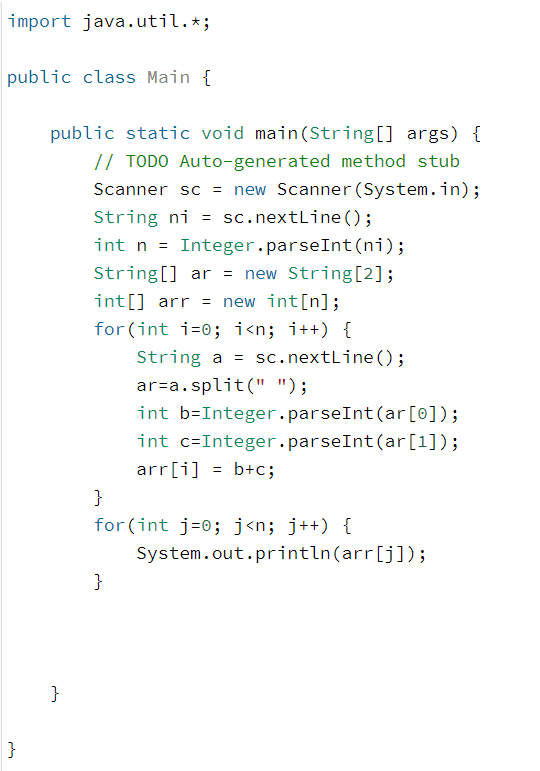 import java.util.*;
public class Main {
public static void main(String[] args) {
// TODO Auto-generated method stub
Scanner sc = new Scanner(System.in);
String ni = sc.nextLine();
int n = Integer.parseInt(ni);
String[] ar = new String[2];
int[] arr = new int[n];
for(int i=0; i<n; i++) {
String a = sc.nextLine();
ar=a.split(" ");
int b=Integer.parseInt(ar[0]);
int c=Integer.parseInt(ar[1]);
arr[i] = b+c;
}
for(int j=0; j<n; j++) {
System.out.println(arr[j]);
}
}
}